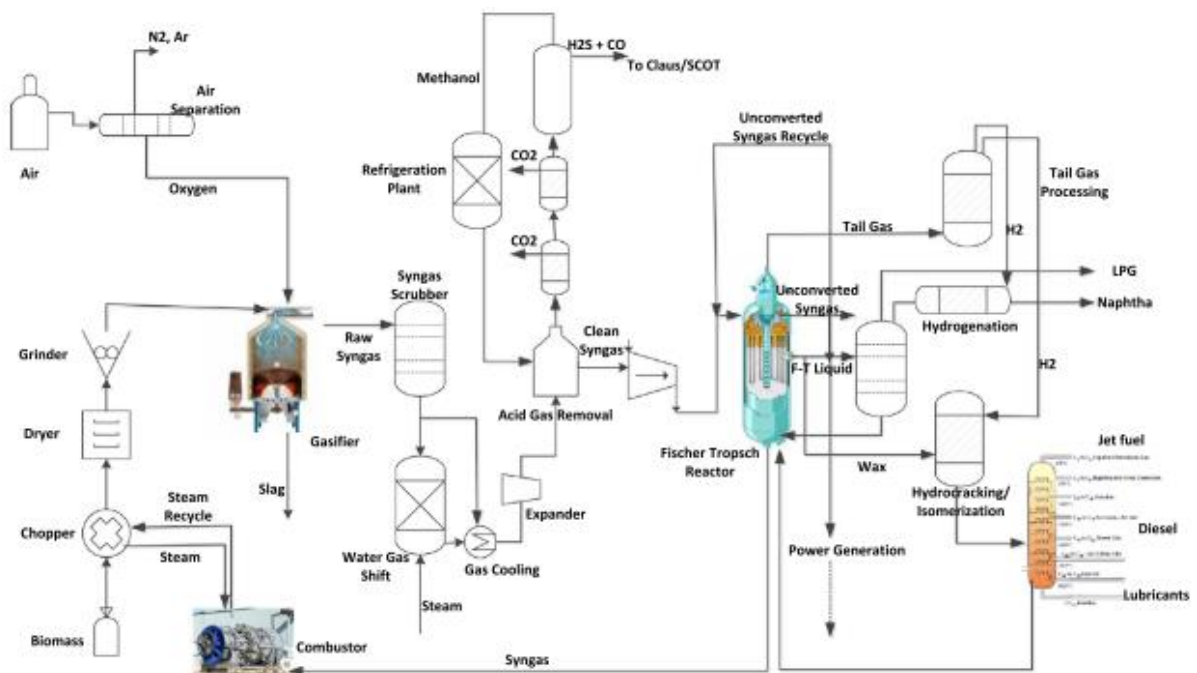 N2, Ar
Air
Separation
Air
Oxygen
Methanol
H2S + CO
To Claus/SCOT
CO2
Refrigeration
Plant
CO2
Unconverted
Syngas Recycle
Tail Gas
Processing
Tail Gas
H2
LPG
Naphtha
Hydrogenation
Unconverted
Syngas
F-T Liquid
H2
Syngas
Scrubber
Raw
Syngas
Clean
Syngas
Acid Gas Removal
Grinder
Dryer
Gasifier
Slag
Fischer Tropsch
Reactor
Wax
Hydrocracking/
Isomerization
Jet fuel
Diesel
Lubricants
Chopper
Steam
Recycle
Steam
Water Gas
Shift
Gas Cooling
Expander
Steam
Power Generation
Biomass
Combustor
Syngas